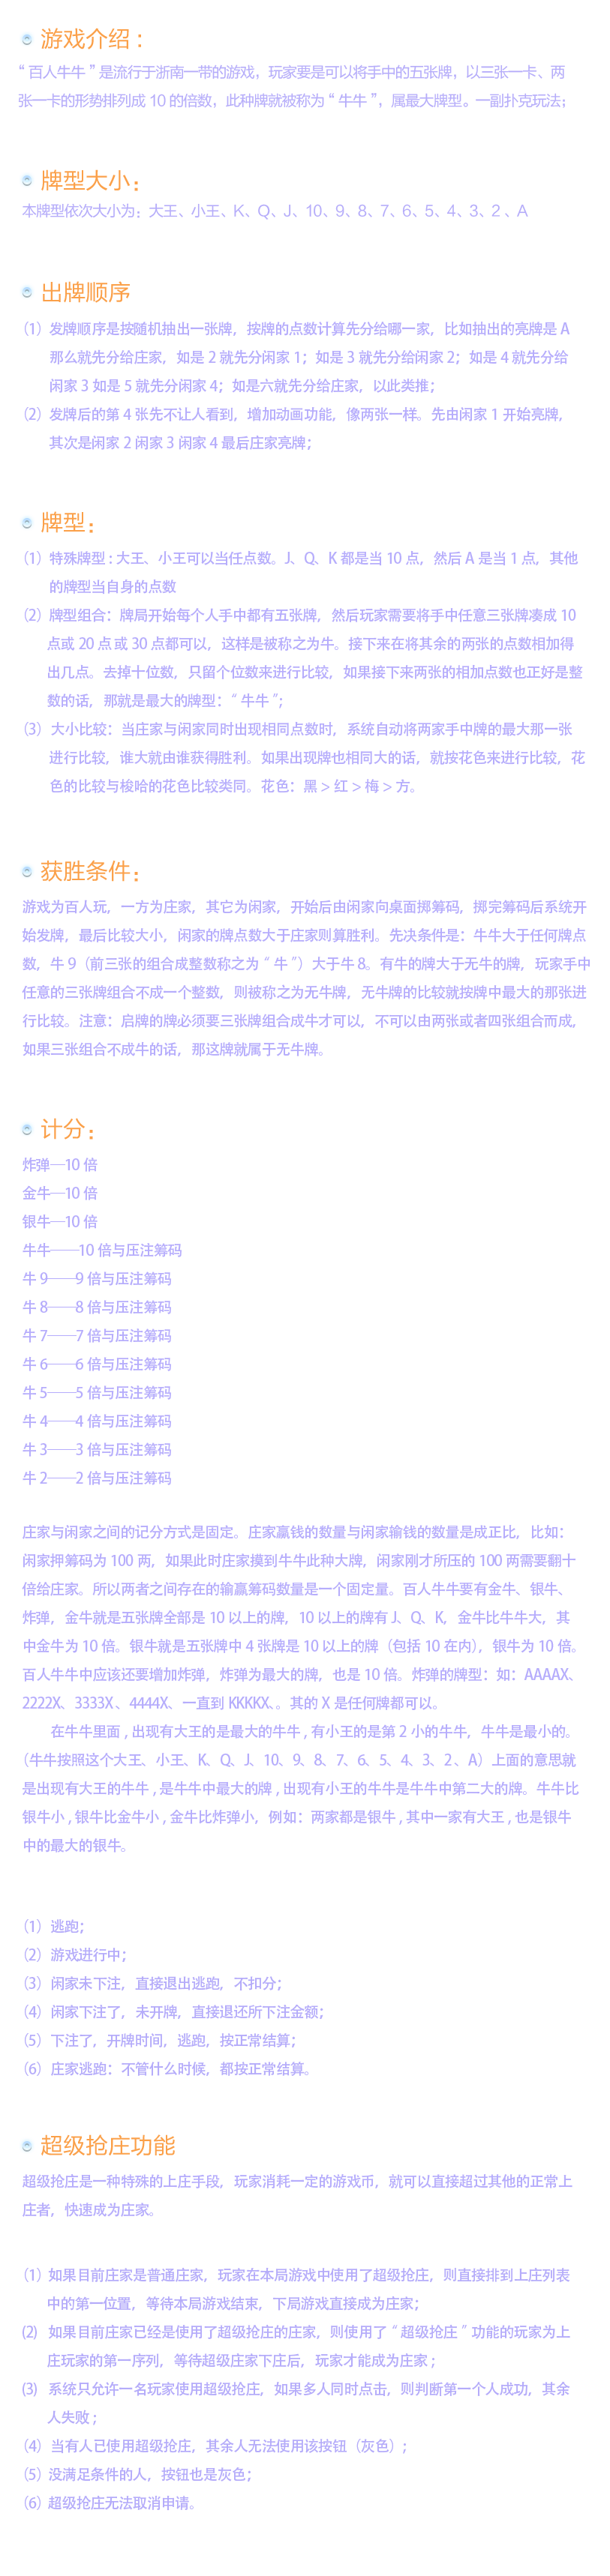 游戏介绍：
“百人牛牛”是流行于浙南一带的游戏，玩家要是可以将手中的五张牌，以三张一卡、两
张一卡的形势排列成 10 的倍数，此种牌就被称为“牛牛”，属最大牌型。一副扑克玩法；
牌型大小：
本牌型依次大小为：大王、小王、K、Q、J、10、9、8、7、6、5、4、3、2 、A
出牌顺序
（1）发牌顺序是按随机抽出一张牌，按牌的点数计算先分给哪一家，比如抽出的亮牌是 A
那么就先分给庄家，如是 2 就先分闲家 1；如是 3 就先分给闲家 2；如是 4 就先分给
闲家 3 如是 5 就先分闲家 4；如是六就先分给庄家，以此类推；
（2）发牌后的第 4 张先不让人看到，增加动画功能，像两张一样。先由闲家 1 开始亮牌，
其次是闲家 2 闲家 3 闲家 4 最后庄家亮牌；
牌型：
（1）特殊牌型：大王、小王可以当任点数。J、Q、K 都是当 10 点，然后 A 是当 1 点，其他
的牌型当自身的点数
（2）牌型组合：牌局开始每个人手中都有五张牌，然后玩家需要将手中任意三张牌凑成 10
点或 20 点 或 30 点都可以，这样是被称之为牛。接下来在将其余的两张的点数相加得
出几点。去掉十位数，只留个位数来进行比较，如果接下来两张的相加点数也正好是整
数的话，那就是最大的牌型：“ 牛牛 ”；
（3）大小比较：当庄家与闲家同时出现相同点数时，系统自动将两家手中牌的最大那一张
进行比较，谁大就由谁获得胜利。如果出现牌也相同大的话，就按花色来进行比较，花
色的比较与梭哈的花色比较类同。花色：黑 > 红 > 梅 > 方。
获胜条件：
游戏为百人玩，一方为庄家，其它为闲家，开始后由闲家向桌面掷筹码，掷完筹码后系统开
始发牌，最后比较大小，闲家的牌点数大于庄家则算胜利。先决条件是：牛牛大于任何牌点
数，牛 9（前三张的组合成整数称之为“ 牛 ”）大于牛 8。有牛的牌大于无牛的牌，玩家手中
任意的三张牌组合不成一个整数，则被称之为无牛牌，无牛牌的比较就按牌中最大的那张进
行比较。注意：启牌的牌必须要三张牌组合成牛才可以，不可以由两张或者四张组合而成，
如果三张组合不成牛的话，那这牌就属于无牛牌。
计分：
炸弹—10 倍
金牛—10 倍
银牛—10 倍
牛牛——10 倍与压注筹码
牛 9——9 倍与压注筹码
牛 8——8 倍与压注筹码
牛 7——7 倍与压注筹码
牛 6——6 倍与压注筹码
牛 5——5 倍与压注筹码
牛 4——4 倍与压注筹码
牛 3——3 倍与压注筹码
牛 2——2 倍与压注筹码
庄家与闲家之间的记分方式是固定。庄家赢钱的数量与闲家输钱的数量是成正比，比如：
闲家押筹码为 100 两，如果此时庄家摸到牛牛此种大牌，闲家刚才所压的 100 两需要翻十
倍给庄家。所以两者之间存在的输赢筹码数量是一个固定量。百人牛牛要有金牛、银牛、
炸弹，金牛就是五张牌全部是 10 以上的牌，10 以上的牌有 J、Q、K，金牛比牛牛大，其
中金牛为 10 倍。银牛就是五张牌中 4 张牌是 10 以上的牌（包括 10 在内），银牛为 10 倍。
百人牛牛中应该还要增加炸弹，炸弹为最大的牌，也是 10 倍。炸弹的牌型：如：AAAAX、
2222X、3333X 、4444X、一直到 KKKKX、。其的 X 是任何牌都可以。
在牛牛里面 , 出现有大王的是最大的牛牛 , 有小王的是第 2 小的牛牛，牛牛是最小的。
（牛牛按照这个大王、小王、K、Q、J、10、9、8、7、6、5、4、3、2 、A）上面的意思就
是出现有大王的牛牛 , 是牛牛中最大的牌 , 出现有小王的牛牛是牛牛中第二大的牌。牛牛比
银牛小 , 银牛比金牛小 , 金牛比炸弹小，例如：两家都是银牛 , 其中一家有大王 , 也是银牛
中的最大的银牛。
（1）逃跑；
（2）游戏进行中；
（3）闲家未下注，直接退出逃跑，不扣分；
（4）闲家下注了，未开牌，直接退还所下注金额；
（5）下注了，开牌时间，逃跑，按正常结算；
（6）庄家逃跑：不管什么时候，都按正常结算。
超级抢庄功能
超级抢庄是一种特殊的上庄手段，玩家消耗一定的游戏币，就可以直接超过其他的正常上
庄者，快速成为庄家。
（1）如果目前庄家是普通庄家，玩家在本局游戏中使用了超级抢庄，则直接排到上庄列表
中的第一位置，等待本局游戏结束，下局游戏直接成为庄家；
(2) 如果目前庄家已经是使用了超级抢庄的庄家，则使用了“ 超级抢庄 ”功能的玩家为上
庄玩家的第一序列，等待超级庄家下庄后，玩家才能成为庄家；
(3) 系统只允许一名玩家使用超级抢庄，如果多人同时点击，则判断第一个人成功，其余
人失败；
（4）当有人已使用超级抢庄，其余人无法使用该按钮（灰色）；
（5）没满足条件的人，按钮也是灰色；
（6）超级抢庄无法取消申请。